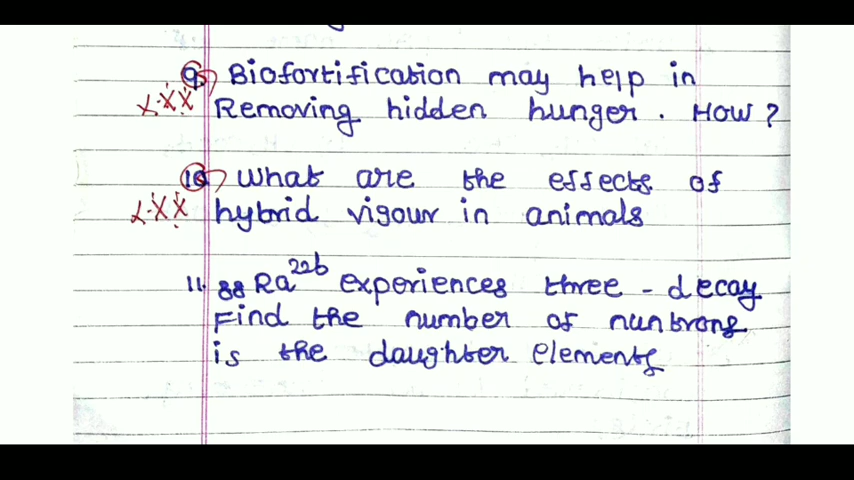 9) Biofortification may help in
X.XX Removing hidden hunger. How?
10) What are the effects of
X.XX hybrid vigour in animals
11. 88Ra226 experiences three - decay
Find the number of nuntrong
is the daughter elements